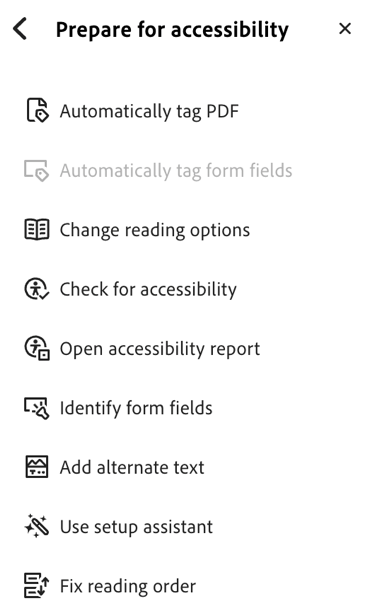 Prepare for accessibility
Automatically tag PDF
Automatically tag form fields
Change reading options
Check for accessibility
Open accessibility report
Identify form fields
Add alternate text
Use setup assistant
Fix reading order